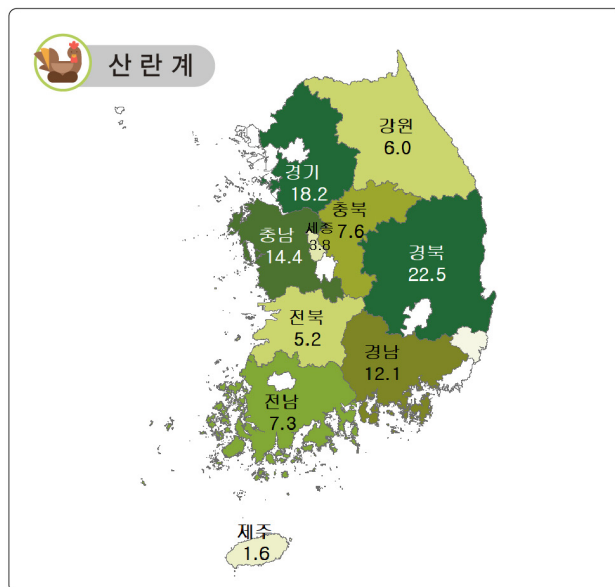 산란계
강원
6.0
경기
18.2
충북
7.6
세종
3.8
충남
14.4
경북
22.5
전북
5.2
경남
12.1
전남
7.3
제주
1.6